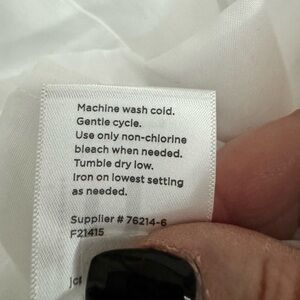 Machine wash cold.
Gentle cycle.
Use only non-chlorine
bleach when needed.
Tumble dry low.
Iron on lowest setting
as needed.
Supplier # 76214-6
F21415